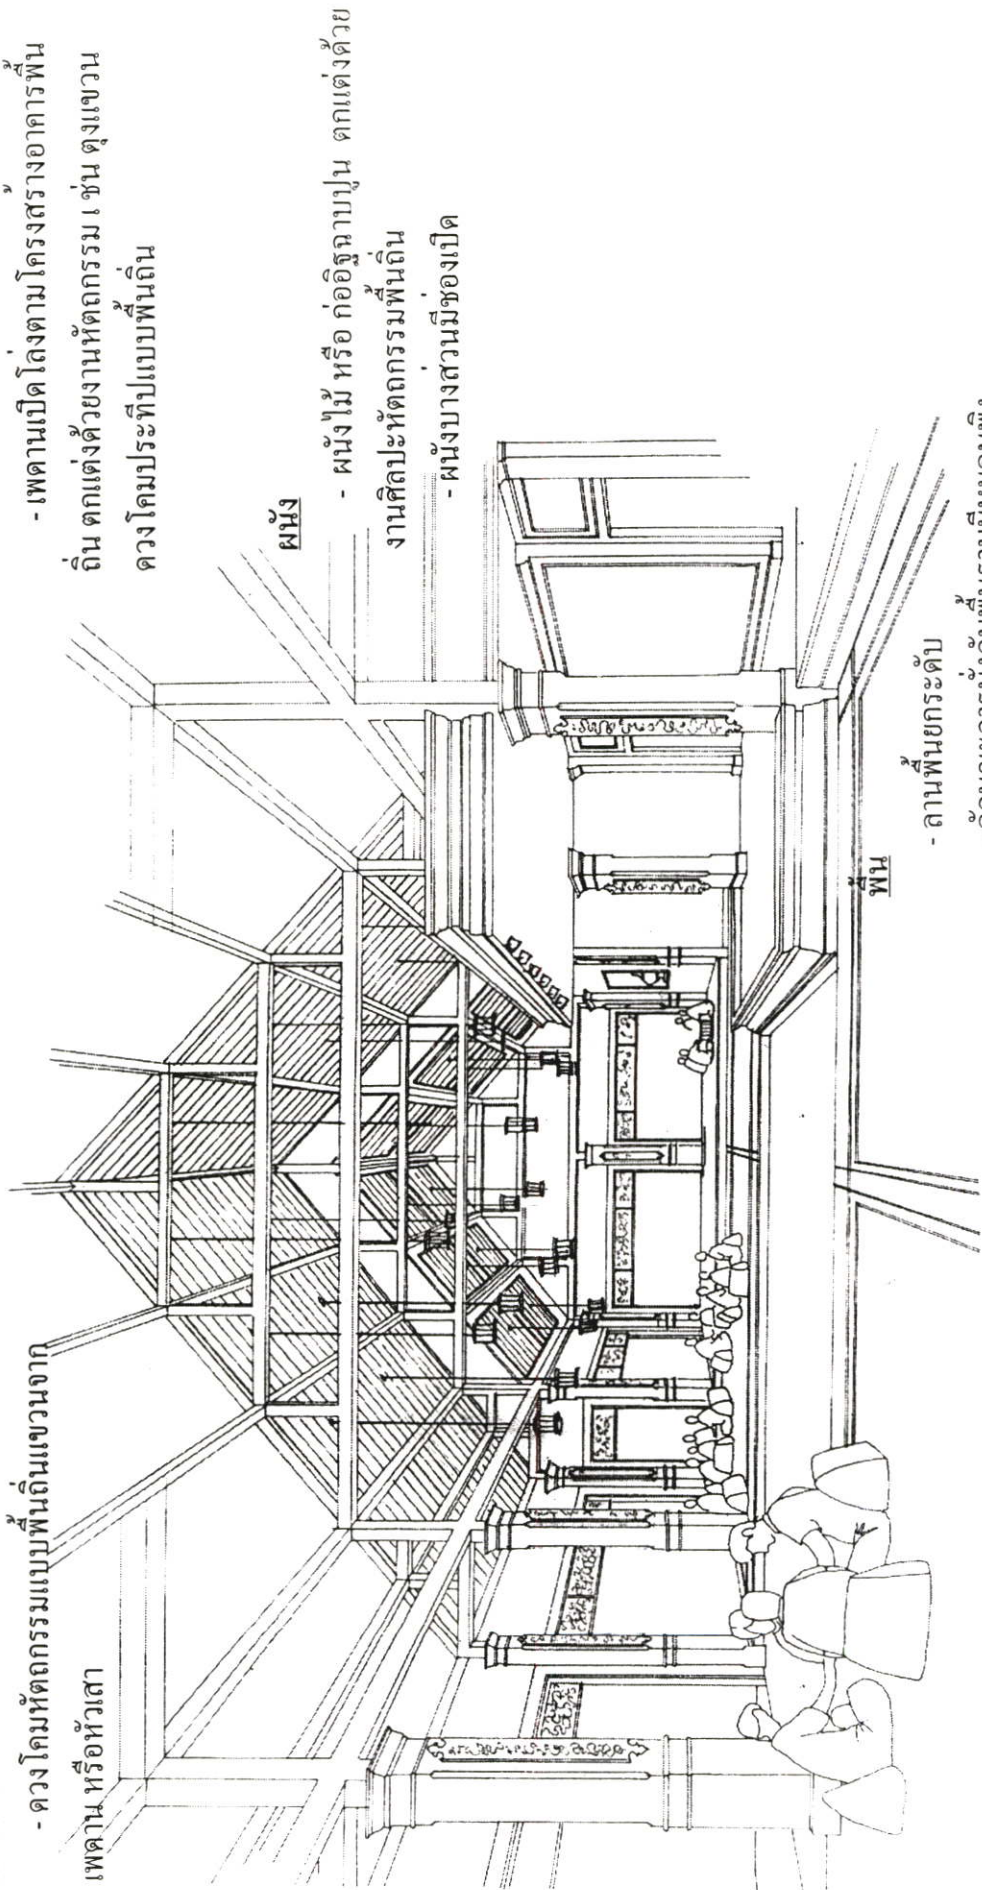 - ดวงโคมหัตถกรรมแบบพื้นถิ่นแขวนจาก
เพดาน หรือหัวเสา
- เพดานเปิดโล่งตามโครงสร้างอาคารพื้น
ถิ่น ตกแต่งด้วยงานหัตถกรรม เช่น ตุงแขวน
ดวงโคมประทีปแบบพื้นถิ่น
ผนัง
- ผนังไม้ หรือ ก่ออิฐฉาบปูน ตกแต่งด้วย
งานศิลปะหัตถกรรมพื้นถิ่น
- ผนังบางส่วนมีช่องเปิด
พื้น
- ลานพื้นยกระดับ